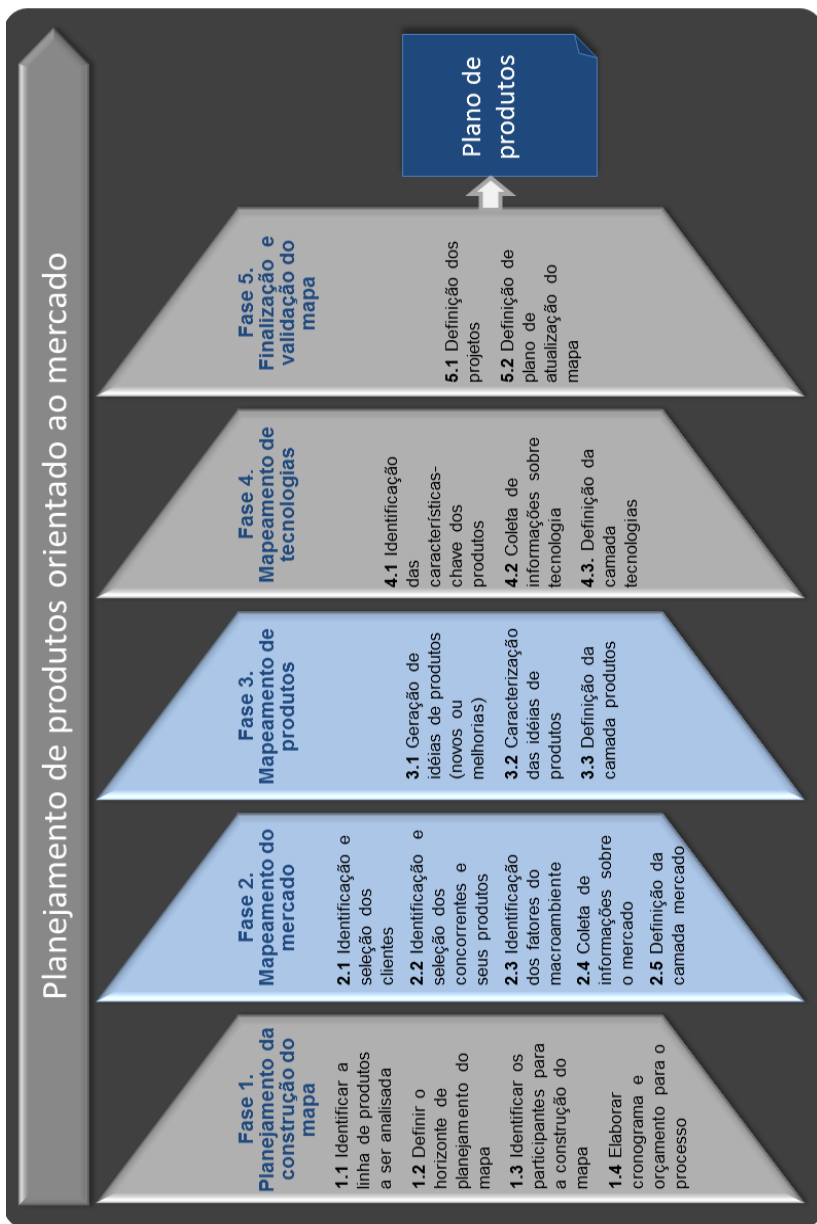 Planejamento de produtos orientado ao mercado
Fase 1.
Planejamento da
construção do
mapa
1.1 Identificar a
linha de produtos
a ser analisada
1.2 Definir o
horizonte de
planejamento do
mapa
1.3 Identificar os
participantes para
a construção do
mapa
1.4 Elaborar
cronograma e
orçamento para o
processo
Fase 2.
Mapeamento do
mercado
2.1 Identificação e
seleção dos
clientes
2.2 Identificação e
seleção dos
concorrentes e
seus produtos
2.3 Identificação
dos fatores do
macroambiente
2.4 Coleta de
informações sobre
o mercado
2.5 Definição da
camada mercado
Fase 3.
Mapeamento de
produtos
3.1 Geração de
idéias de produtos
(novos ou
melhorias)
3.2 Caracterização
das idéias de
produtos
3.3 Definição da
camada produtos
Fase 4.
Mapeamento de
tecnologias
4.1 Identificação
das
características-
chave dos
produtos
4.2 Coleta de
informações sobre
tecnologia
4.3. Definição da
camada
tecnologias
Fase 5.
Finalização e
validação do
mapa
5.1 Definição dos
projetos
5.2 Definição de
plano de
atualização do
mapa
Plano de
produtos